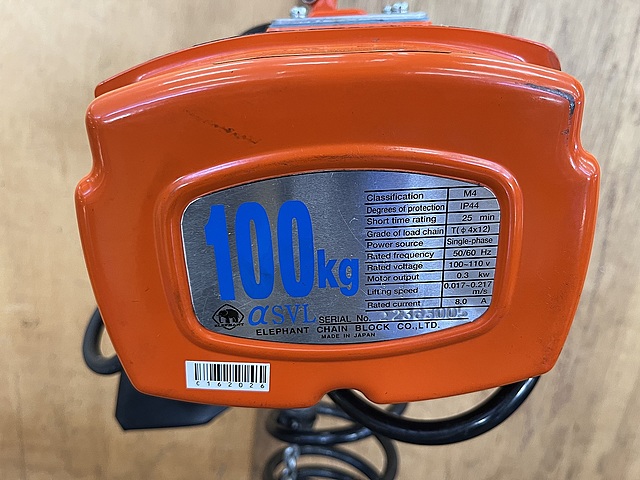 100kg
αSVL
ELEPHANT
Classification M4
Degrees of protection IP44
Short time rating 25 min
Grade of load chain T(φ4x12)
Power source Single-phase
Rated frequency 50/60 Hz
Rated voltage 100~110 V
Motor output 0.3 kw
Lifting speed 0.017~0.217 m/s
Rated current 8.0 A
SERIAL No.
ELEPHANT CHAIN BLOCK CO.,LTD.
MADE IN JAPAN
C162026